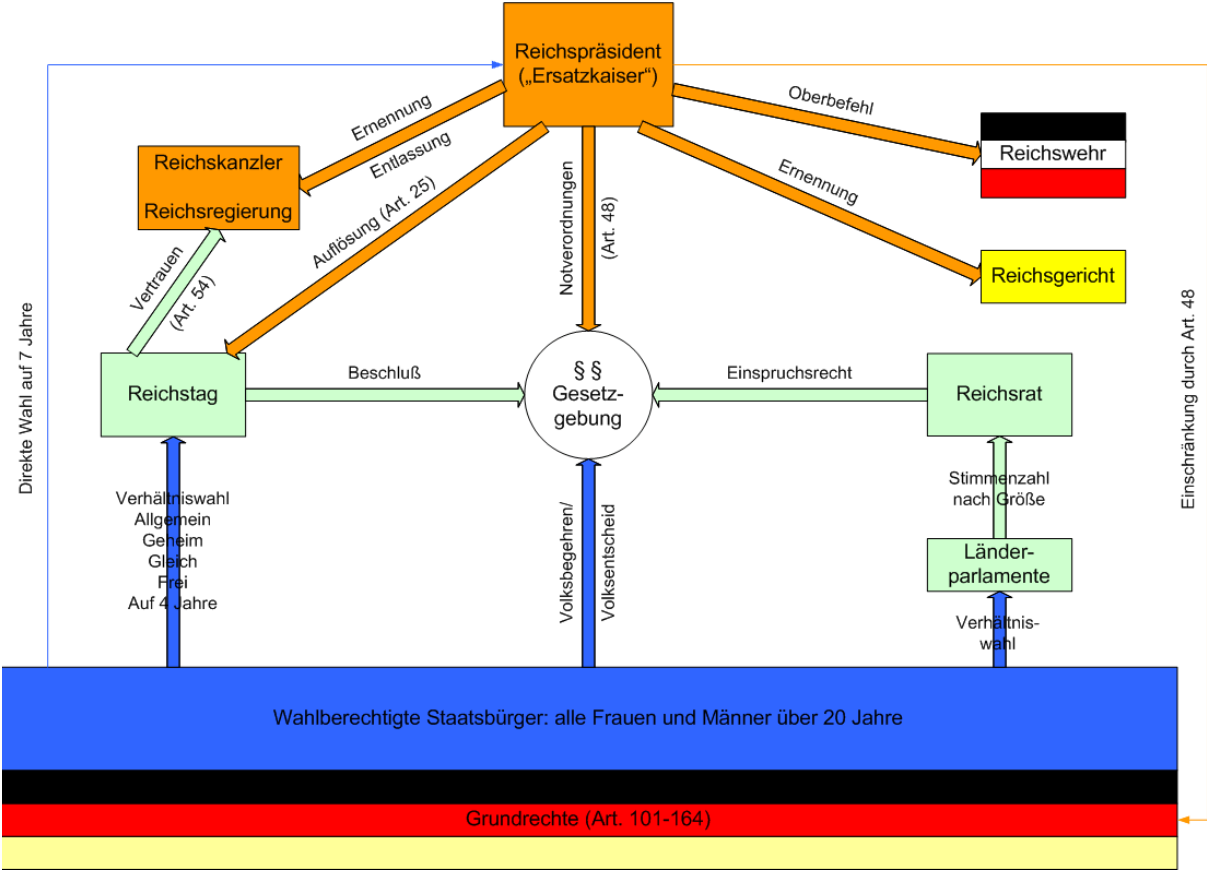 Reichspräsident
(„Ersatzkaiser“)
Ernennung
Entlassung
Oberbefehl
Reichswehr
Reichskanzler
Reichsregierung
Auflösung (Art. 25)
Notverordnungen
(Art. 48)
Ernennung
Reichsgericht
Vertrauen
(Art. 54)
Direkte Wahl auf 7 Jahre
Einschränkung durch Art. 48
Reichstag
Beschluß
§ §
Gesetz-
gebung
Einspruchsrecht
Reichsrat
Verhältniswahl
Allgemein
Geheim
Gleich
Frei
Auf 4 Jahre
Volksbegehren/
Volksentscheid
Stimmenzahl
nach Größe
Länder-
parlamente
Verhältnis-
wahl
Wahlberechtigte Staatsbürger: alle Frauen und Männer über 20 Jahre
Grundrechte (Art. 101-164)